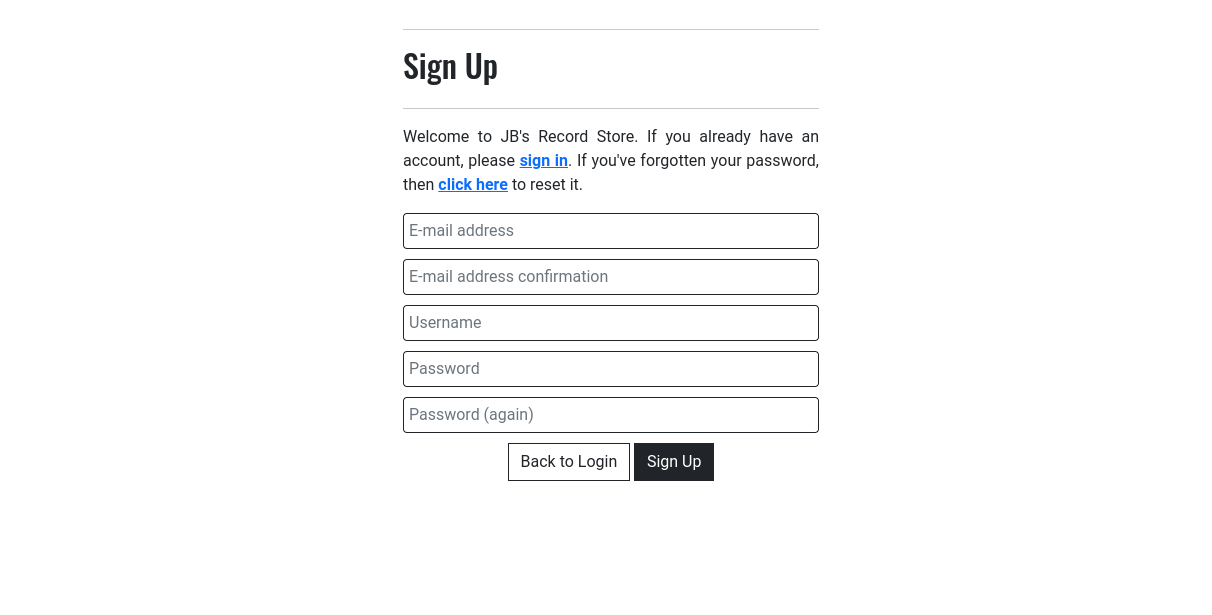 Sign Up
Welcome to JB's Record Store. If you already have an
account, please sign in. If you've forgotten your password,
then click here to reset it.
E-mail address
E-mail address confirmation
Username
Password
Password (again)
Back to Login Sign Up